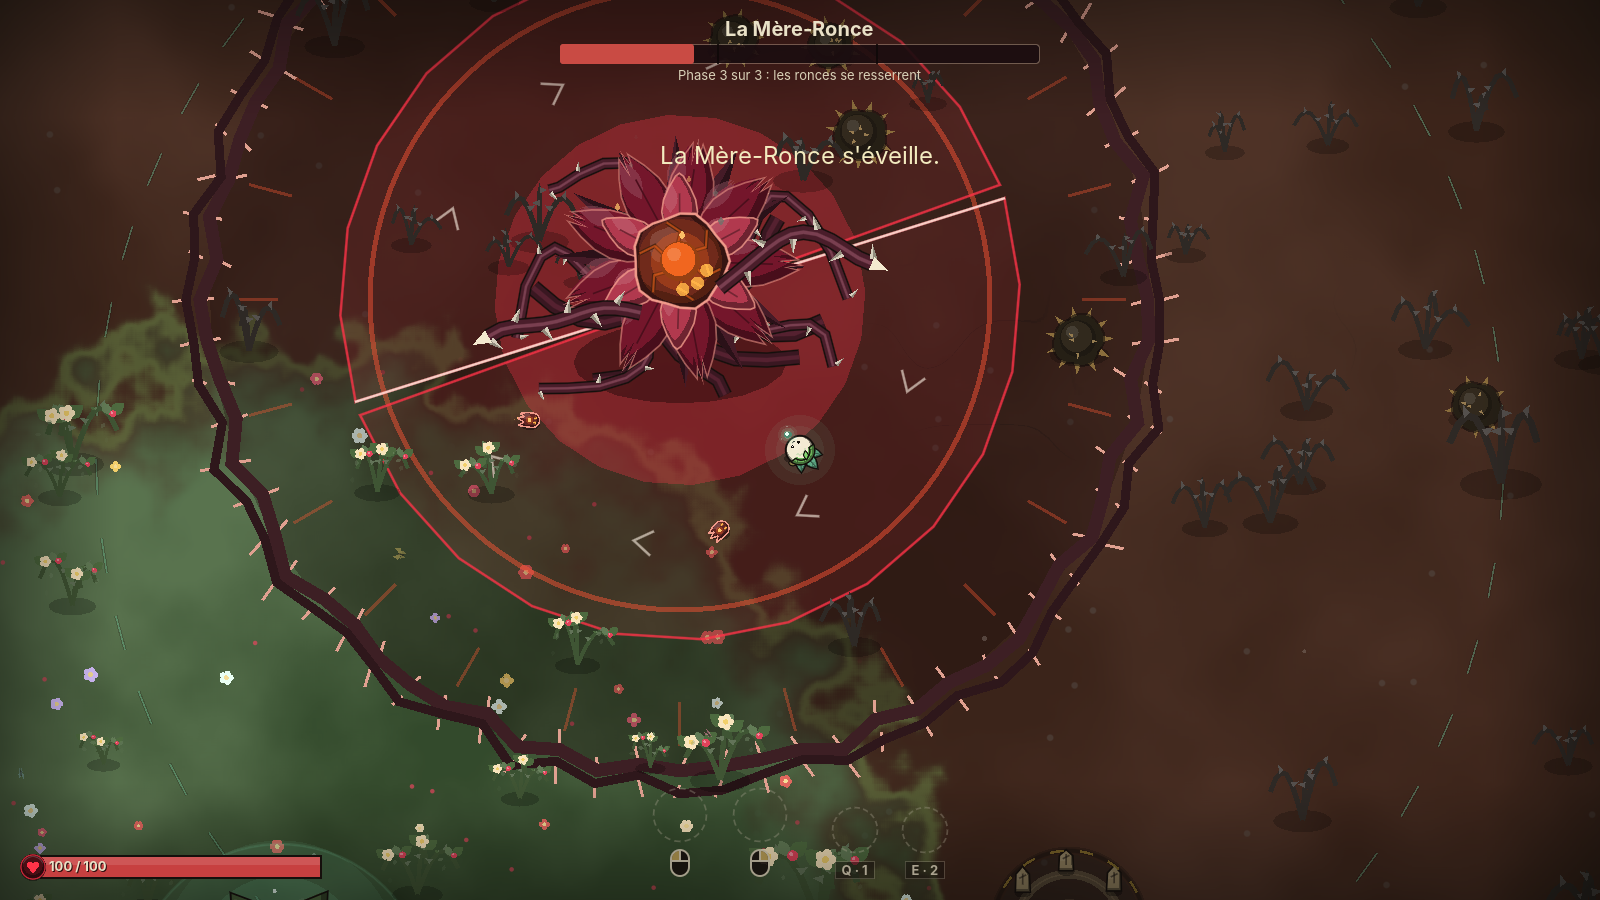 La Mère-Ronce
Phase 3 sur 3 : les ronces se resserrent
La Mère-Ronce s'éveille.
100 / 100
Q · 1
E · 2